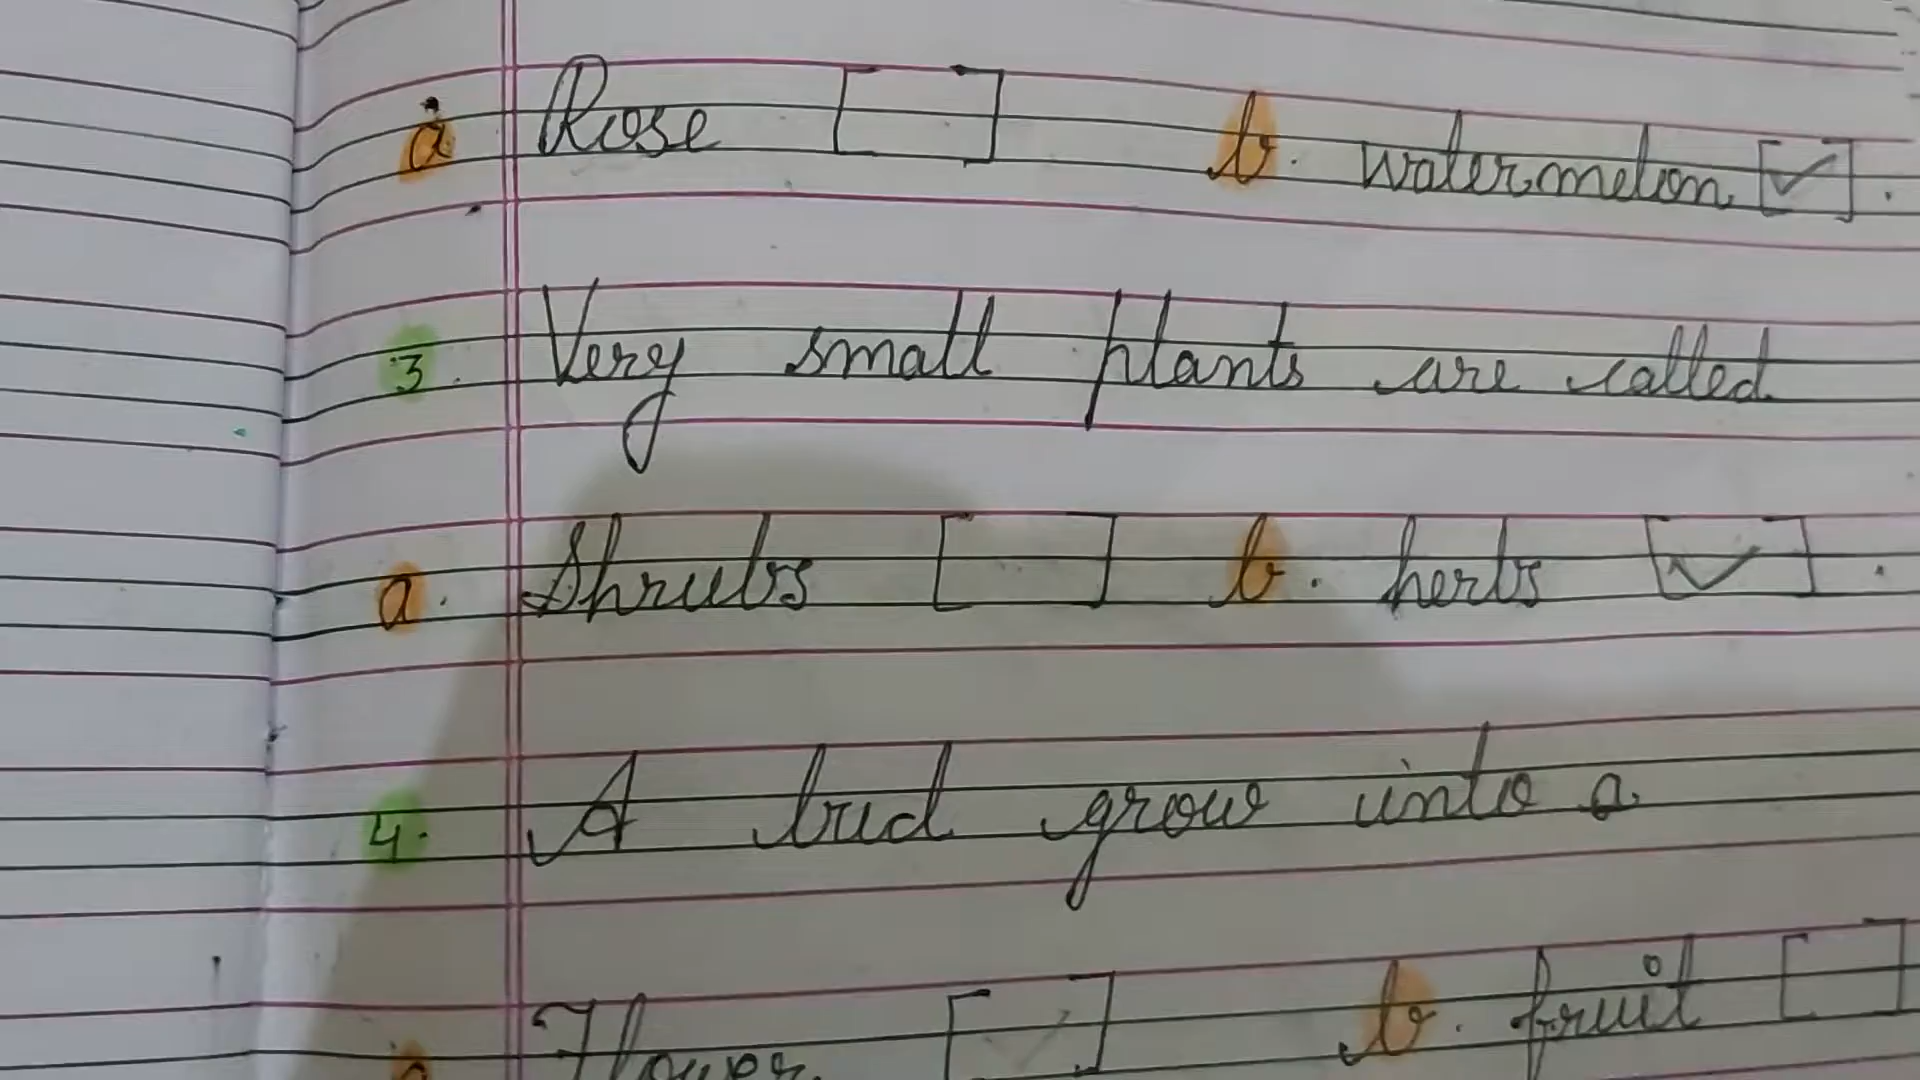 a. Rose b. watermelon ✓.
3. Very small plants are called
a. Shrubs b. herbs ✓.
4. A bud grow into a
a Flower ✓ b. fruit